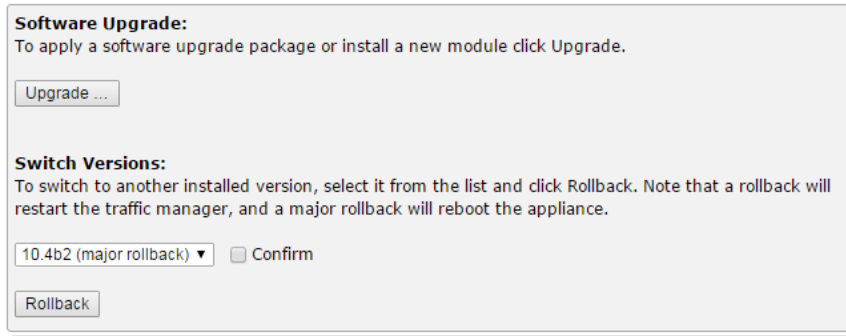 Software Upgrade:
To apply a software upgrade package or install a new module click Upgrade.
Upgrade ...
Switch Versions:
To switch to another installed version, select it from the list and click Rollback. Note that a rollback will
restart the traffic manager, and a major rollback will reboot the appliance.
10.4b2 (major rollback) ▼ Confirm
Rollback